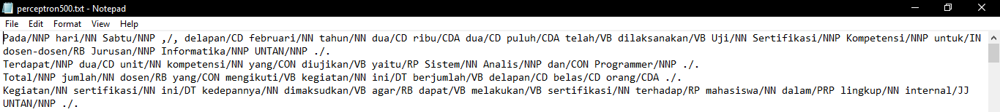 perceptron500.txt - Notepad
File Edit Format View Help
Pada/NNP hari/NN Sabtu/NNP ,/, delapan/CD februari/NN tahun/NN dua/CD ribu/CDA dua/CD puluh/CDA telah/VB dilaksanakan/VB Uji/NN Sertifikasi/NNP Kompetensi/NNP untuk/IN
dosen-dosen/RB Jurusan/NNP Informatika/NNP UNTAN/NNP ./.
Terdapat/NNP dua/CD unit/NN kompetensi/NN yang/CON diujikan/VB yaitu/RP Sistem/NN Analis/NNP dan/CON Programmer/NNP ./.
Total/NNP jumlah/NN dosen/RB yang/CON mengikuti/VB kegiatan/NN ini/DT berjumlah/VB delapan/CD belas/CD orang/CDA ./.
Kegiatan/NN sertifikasi/NN ini/DT kedepannya/NN dimaksudkan/VB agar/RB dapat/VB melakukan/VB sertifikasi/NN terhadap/RP mahasiswa/NN dalam/PRP lingkup/NN internal/JJ
UNTAN/NNP ./.